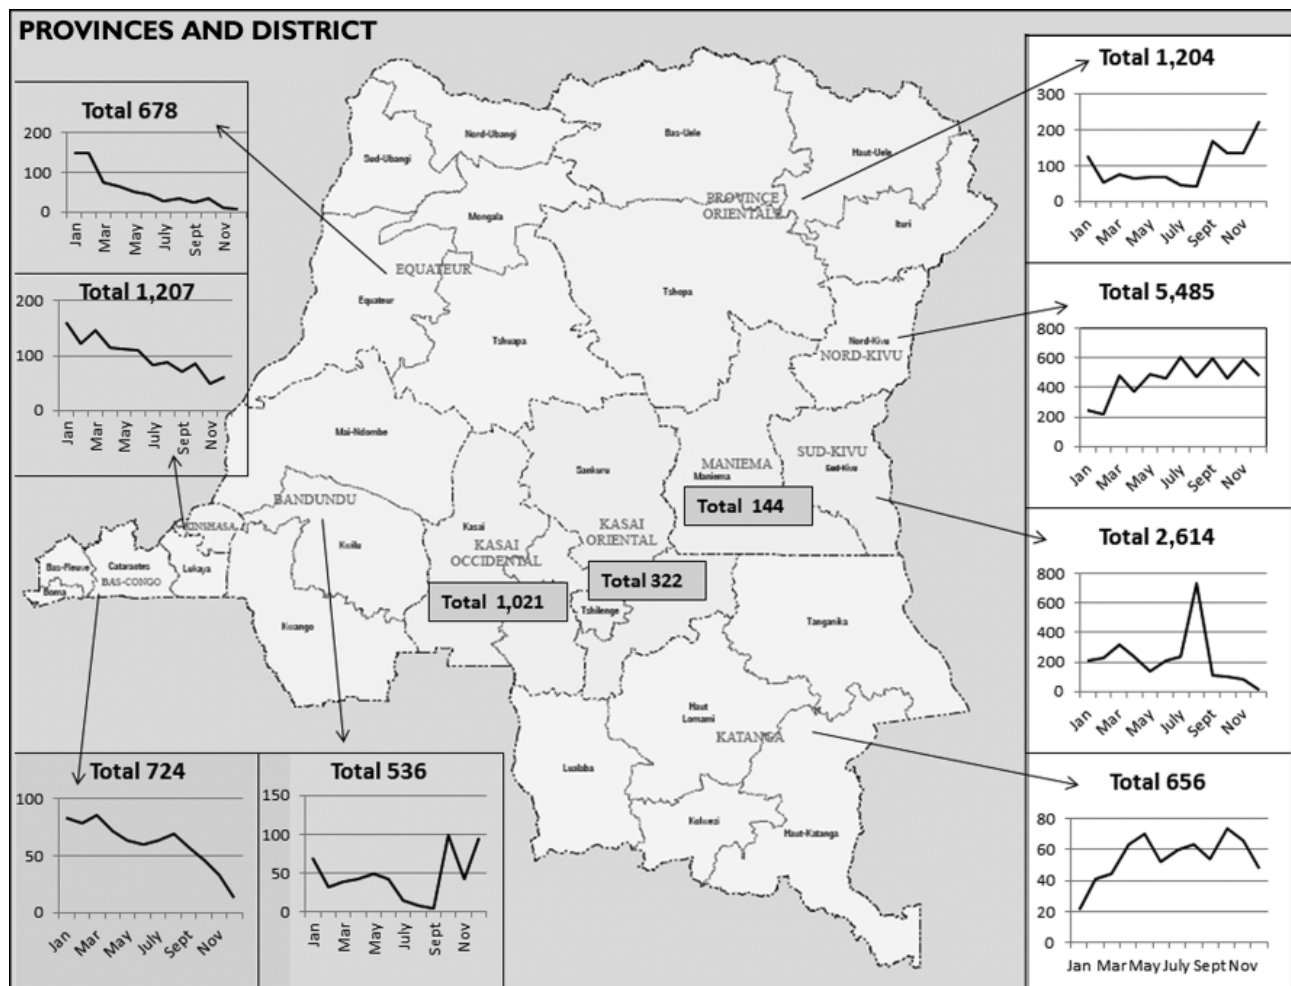 PROVINCES AND DISTRICT
Total 678
200
100
0
Jan
Mar
May
July
Sept
Nov
Total 1,207
200
100
0
Jan
Mar
May
July
Sept
Nov
Total 1,204
300
200
100
0
Jan
Mar
May
July
Sept
Nov
Total 5,485
800
600
400
200
0
Jan
Mar
May
July
Sept
Nov
Total 2,614
800
600
400
200
0
Jan
Mar
May
July
Sept
Nov
Total 656
80
60
40
20
0
Jan Mar May July Sept Nov
Total 724
100
50
0
Jan
Mar
May
July
Sept
Nov
Total 536
150
100
50
0
Jan
Mar
May
July
Sept
Nov
Nord-Ubangi
Sud-Ubangi
Bas-Uele
Haut-Uele
Mongala
PROVINCE
ORIENTALE
Ituri
EQUATEUR
Equateur
Tshopa
Tshuapa
Nord-Kivu
NORD-KIVU
Mai-Ndombe
SUD-KIVU
Sud-Kivu
MANIEMA
Maniema
Sankuru
Total 144
BANDUNDU
KINSHASA
Kasai
KASAI
ORIENTAL
KASAI
OCCIDENTAL
Kwilu
Bas-Fleuve
Cataractes
Lukaya
BAS-CONGO
Boma
Total 322
Total 1,021
Tshilenge
Kwango
Tanganika
Haut
Lomami
KATANGA
Lualaba
Kolwezi
Haut-Katanga